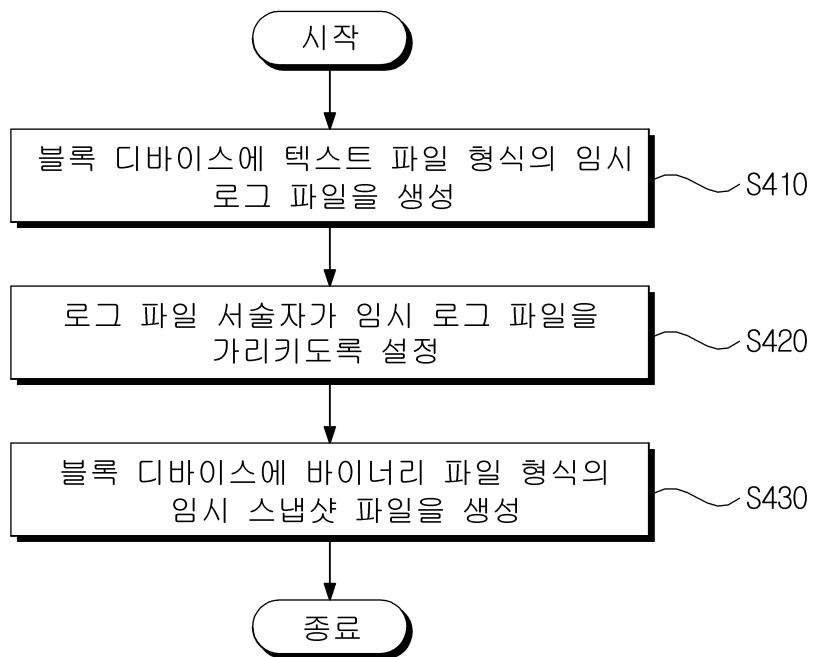 시작
블록 디바이스에 텍스트 파일 형식의 임시
로그 파일을 생성
S410
로그 파일 서술자가 임시 로그 파일을
가리키도록 설정
S420
블록 디바이스에 바이너리 파일 형식의
임시 스냅샷 파일을 생성
S430
종료